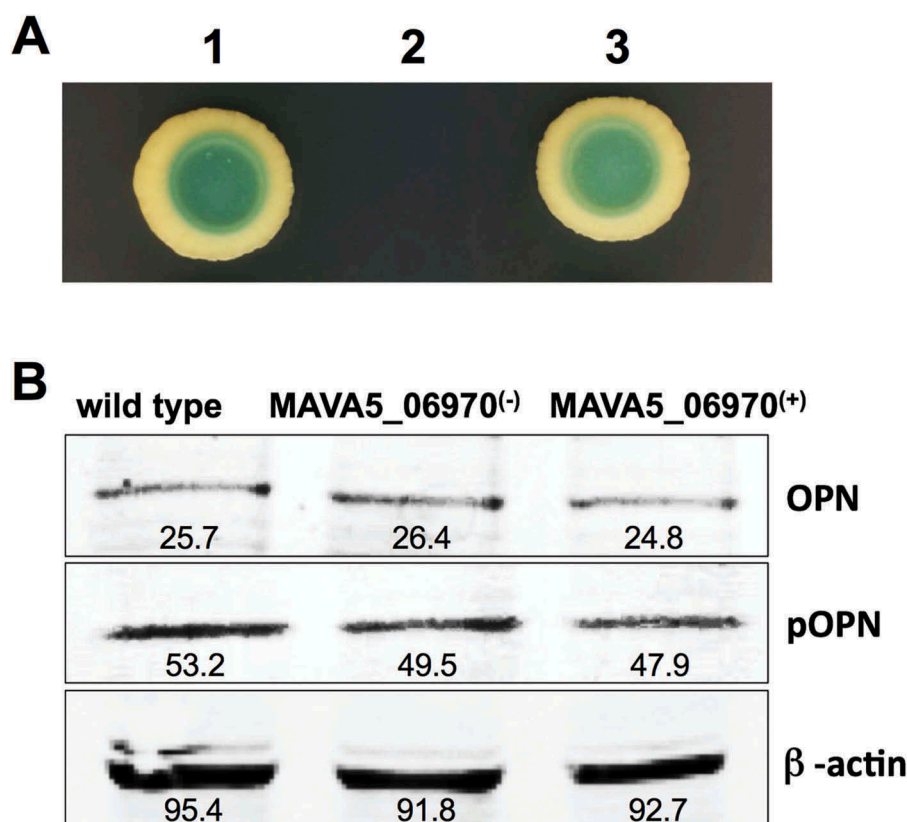 A
1 2 3
B
wild type MAVA5_06970(-) MAVA5_06970(+)
OPN
25.7 26.4 24.8
pOPN
53.2 49.5 47.9
β -actin
95.4 91.8 92.7